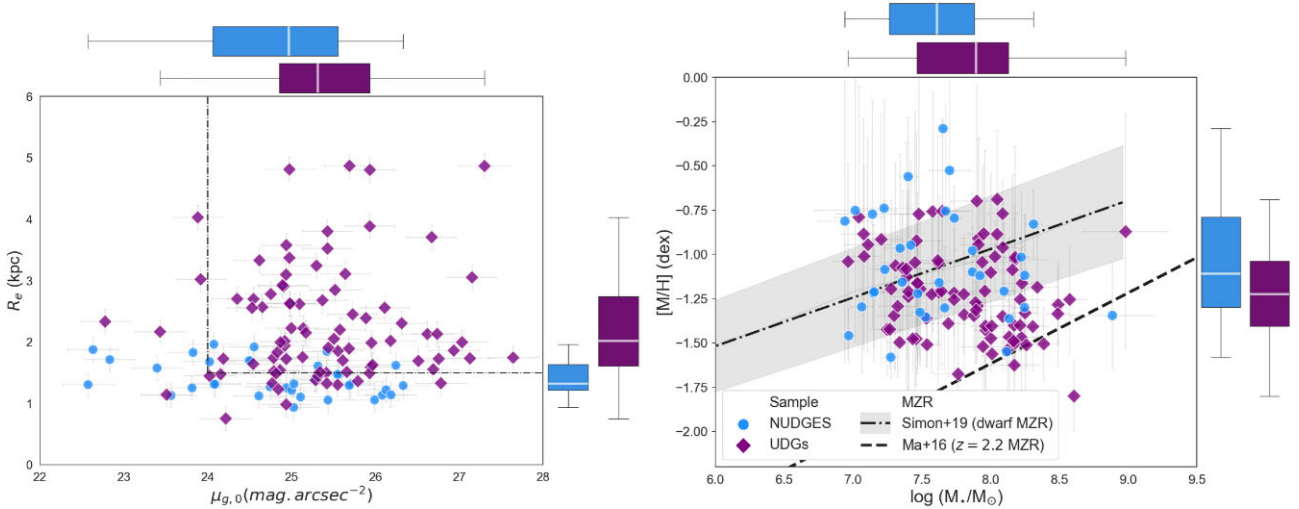 6
5
4
3
2
1
0
R_e (kpc)
22 23 24 25 26 27 28
μ_{g,0}(mag. arcsec^{-2})
0.00
−0.25
−0.50
−0.75
−1.00
−1.25
−1.50
−1.75
−2.00
[M/H] (dex)
Sample
NUDGES
UDGs
MZR
Simon+19 (dwarf MZR)
Ma+16 (z = 2.2 MZR)
6.0 6.5 7.0 7.5 8.0 8.5 9.0 9.5
log (M⋆/M⊙)